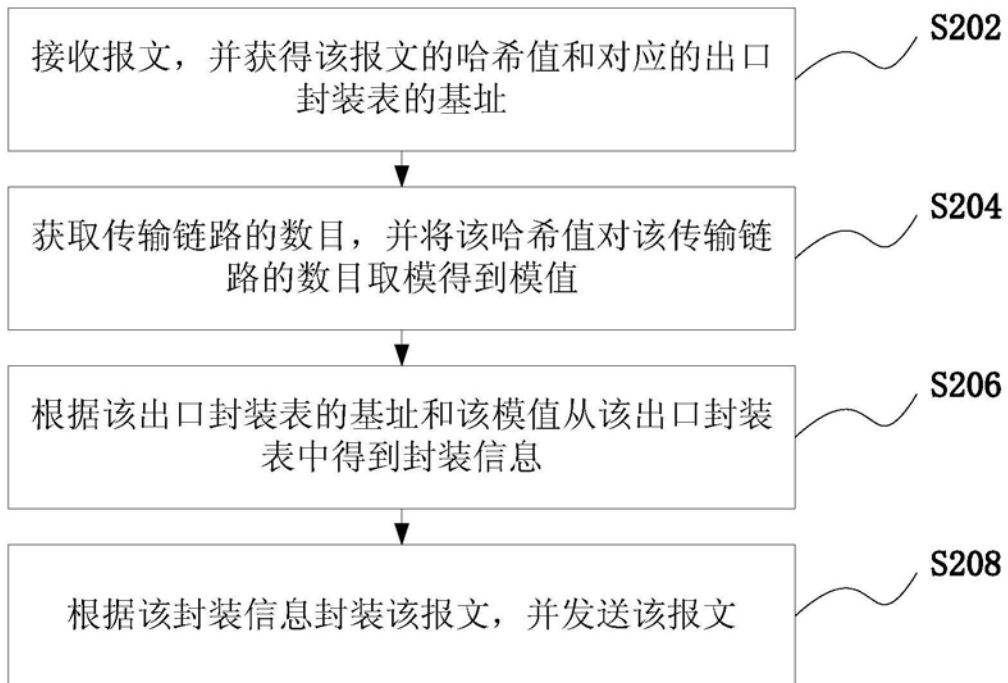 接收报文，并获得该报文的哈希值和对应的出口
封装表的基址
S202
获取传输链路的数目，并将该哈希值对该传输链
路的数目取模得到模值
S204
根据该出口封装表的基址和该模值从该出口封装
表中得到封装信息
S206
根据该封装信息封装该报文，并发送该报文
S208